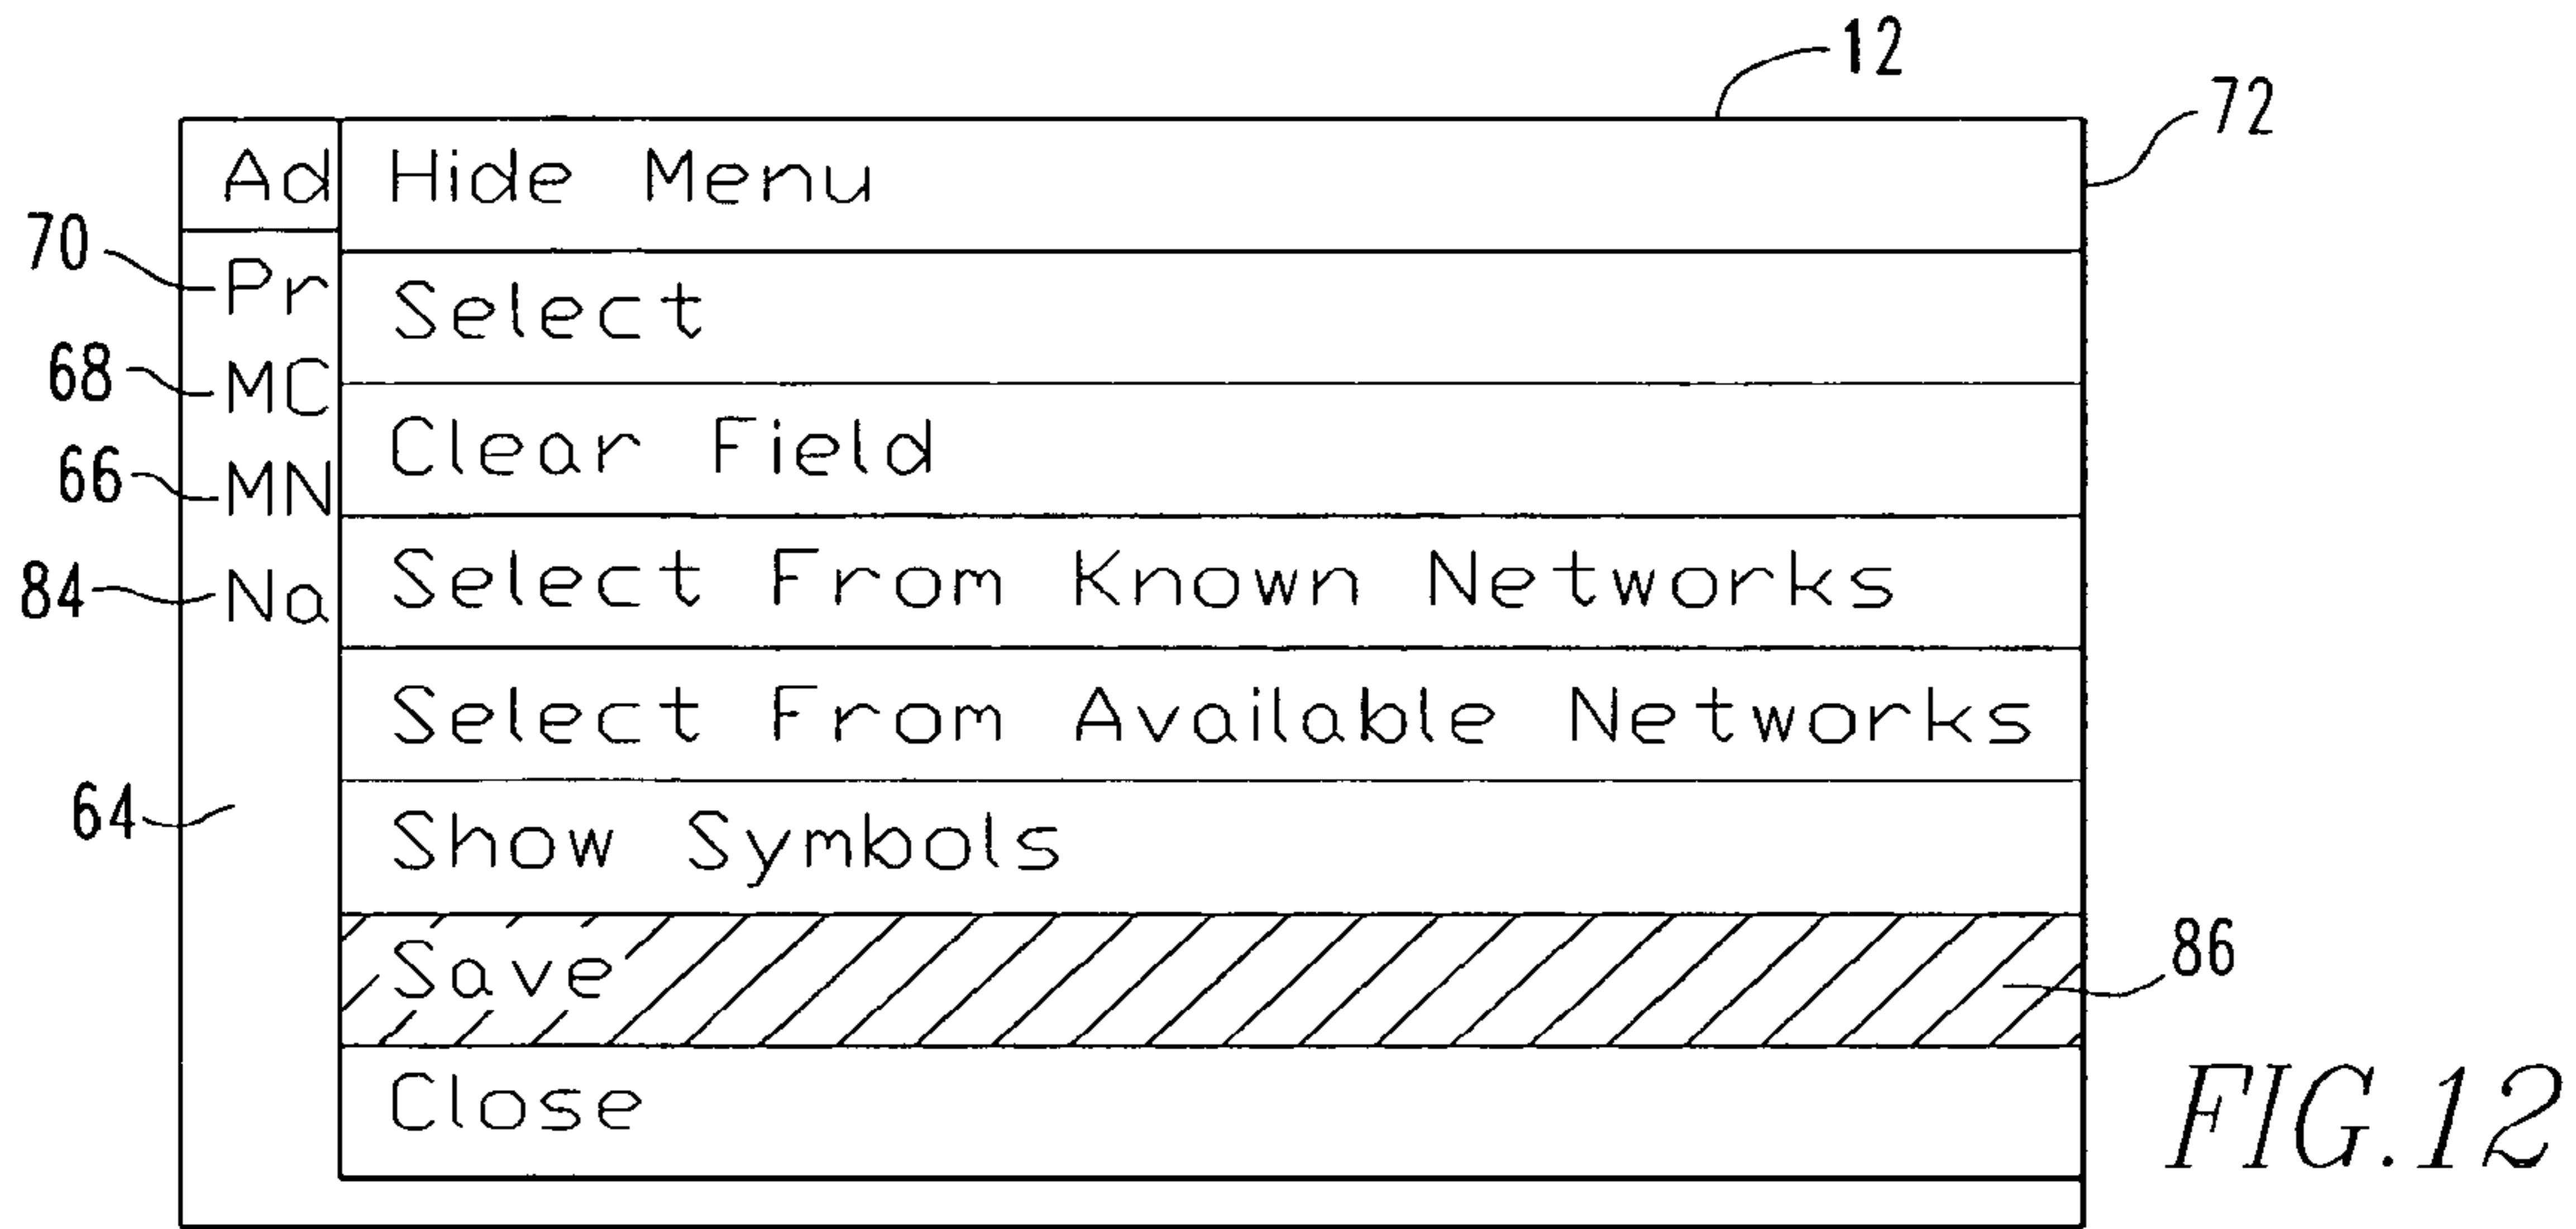 12
72
Ad Hide Menu
70 Pr
Select
68 MC
Clear Field
66 MN
84 Na Select From Known Networks
Select From Available Networks
64 Show Symbols
Save 86
Close
FIG.12